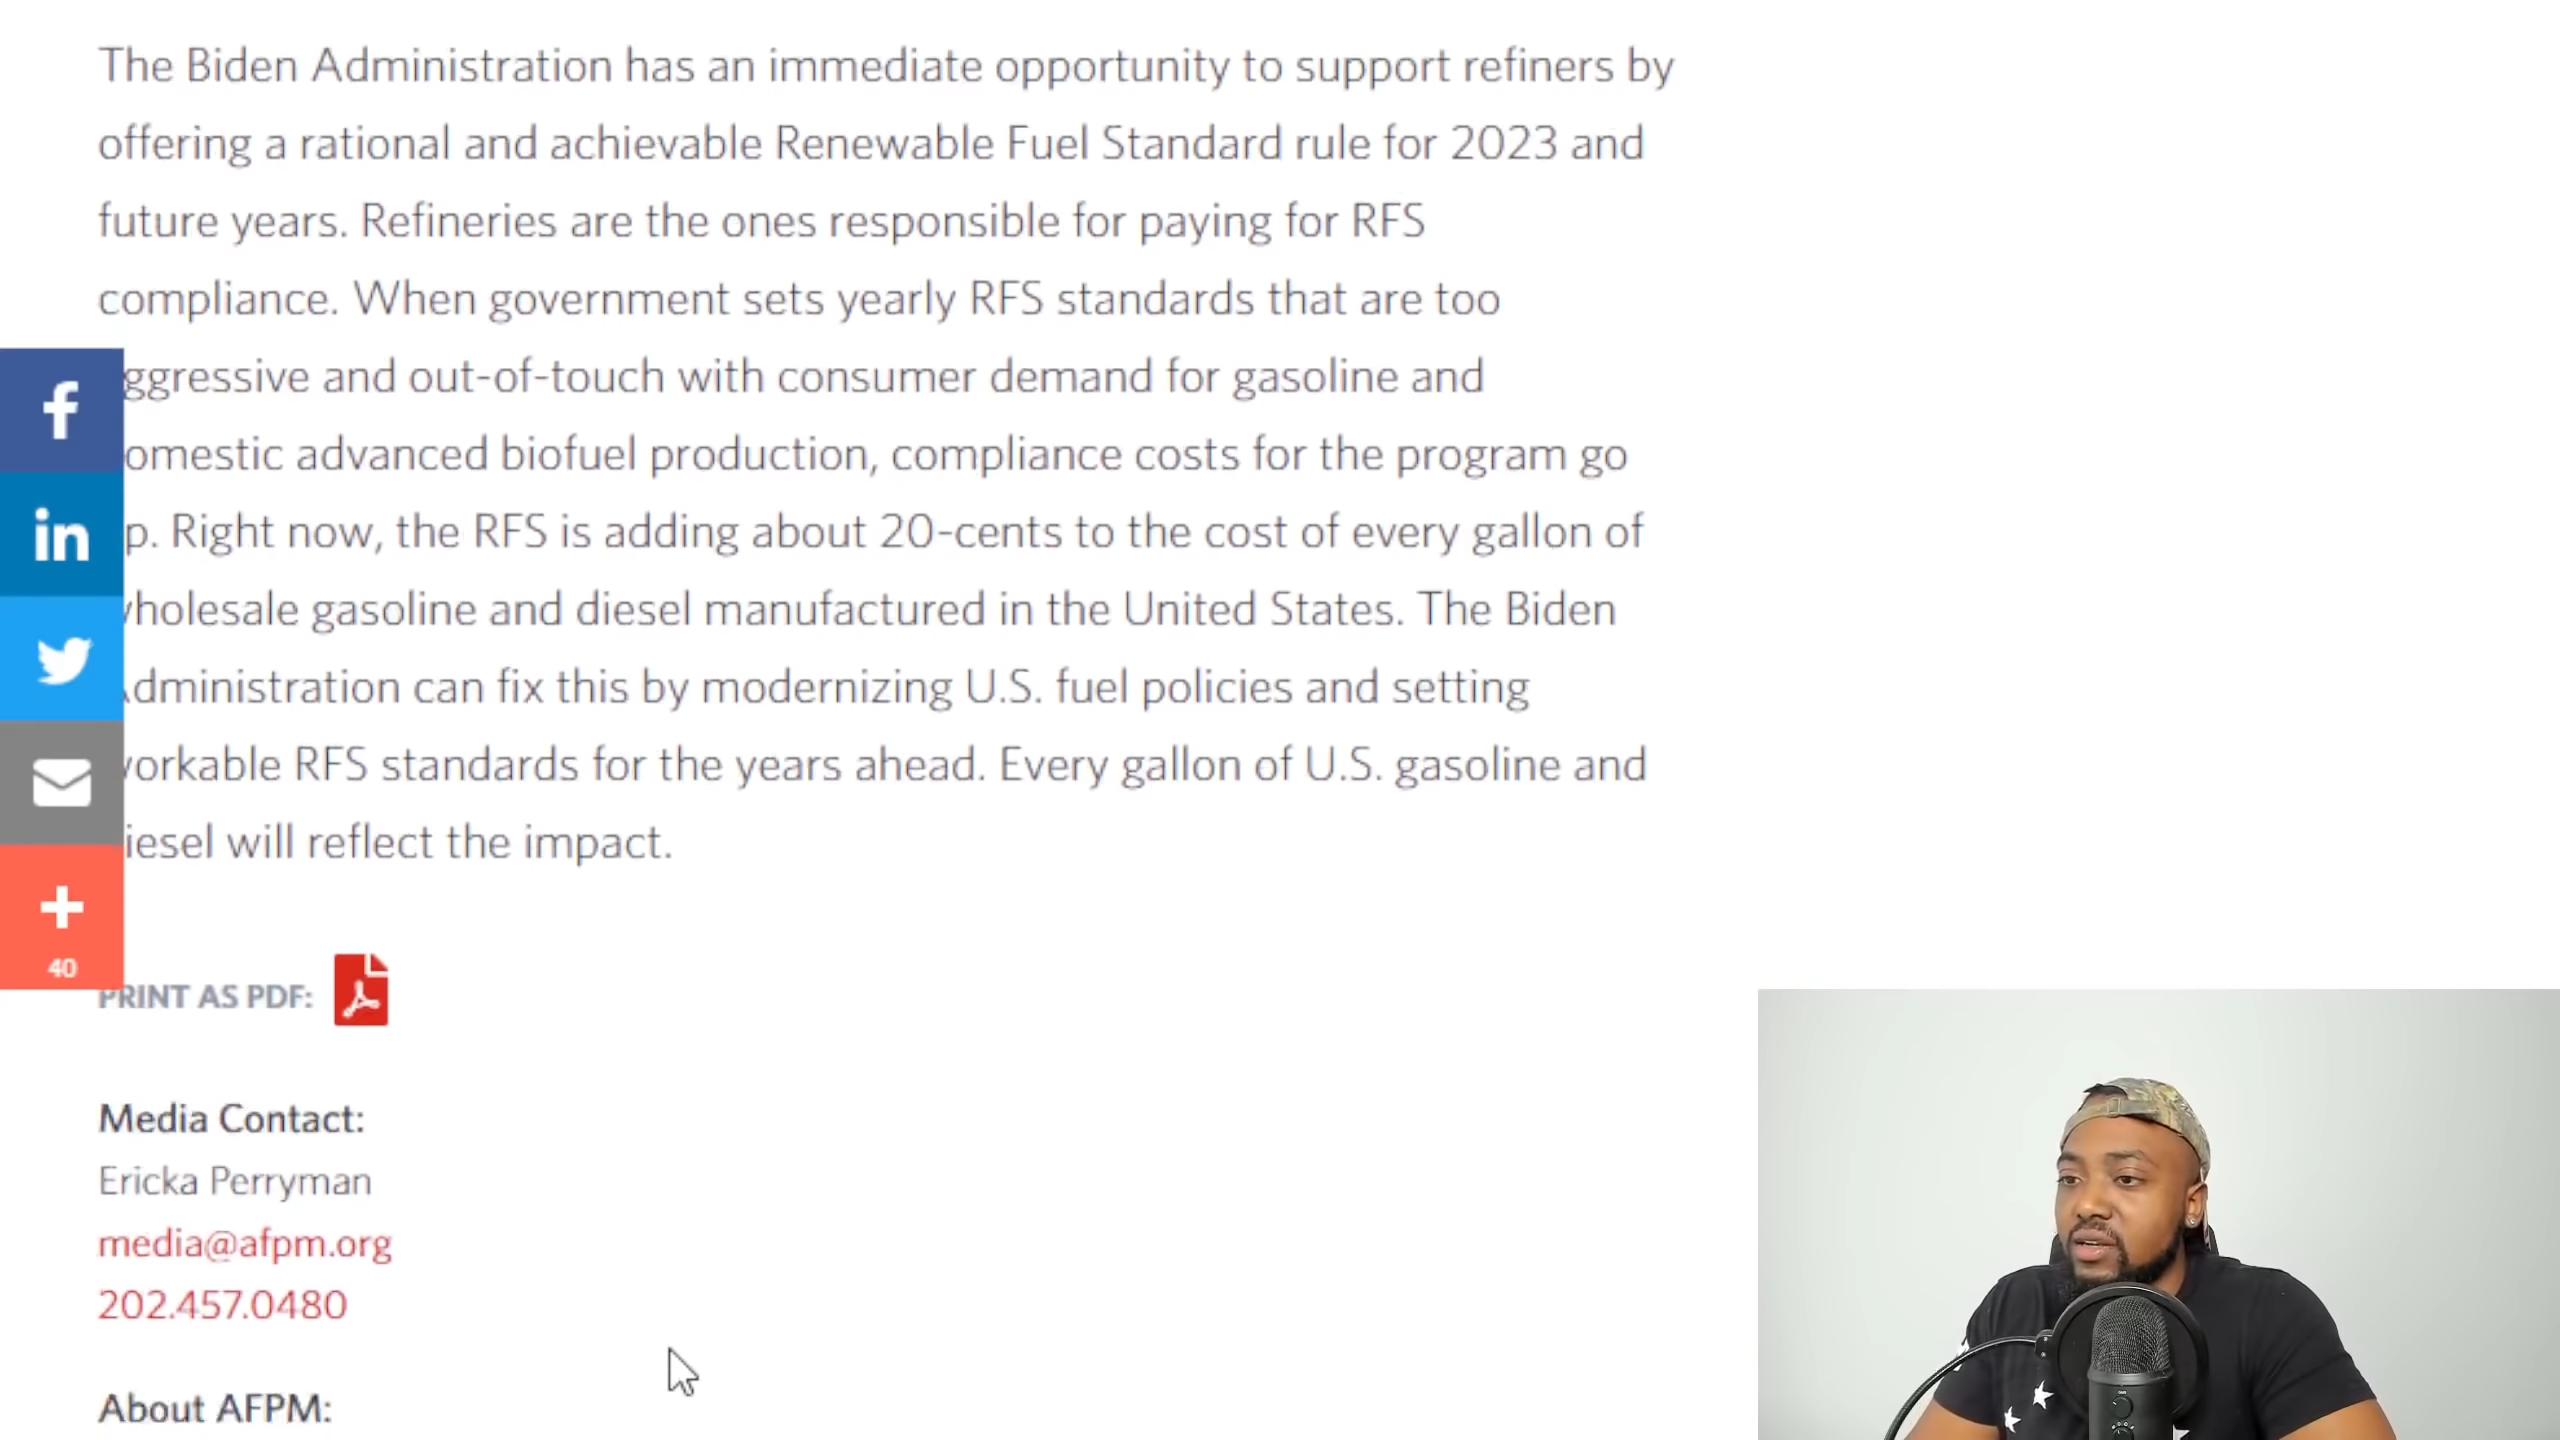 The Biden Administration has an immediate opportunity to support refiners by
offering a rational and achievable Renewable Fuel Standard rule for 2023 and
future years. Refineries are the ones responsible for paying for RFS
compliance. When government sets yearly RFS standards that are too
ggressive and out-of-touch with consumer demand for gasoline and
omestic advanced biofuel production, compliance costs for the program go
p. Right now, the RFS is adding about 20-cents to the cost of every gallon of
holesale gasoline and diesel manufactured in the United States. The Biden
dministration can fix this by modernizing U.S. fuel policies and setting
orkable RFS standards for the years ahead. Every gallon of U.S. gasoline and
iesel will reflect the impact.
f
in
+
40
PRINT AS PDF:
Media Contact:
Ericka Perryman
media@afpm.org
202.457.0480
About AFPM: